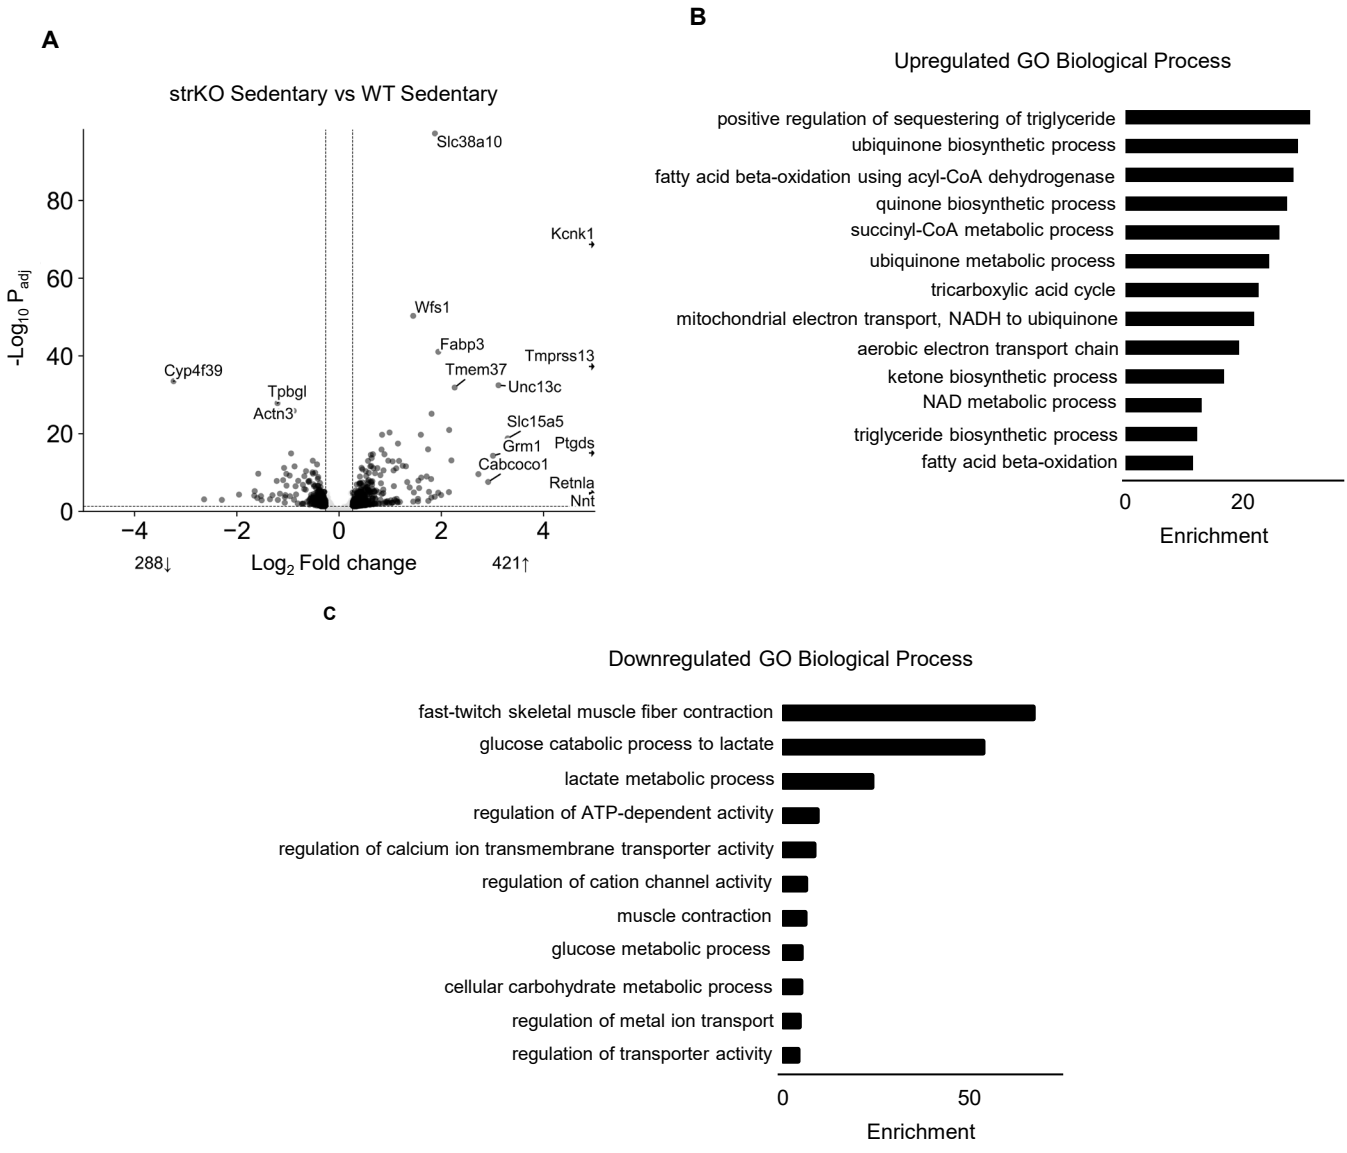 A
strKO Sedentary vs WT Sedentary
-Log10 Padj
80
60
40
20
0
Slc38a10
Kcnk1
Wfs1
Fabp3
Tmprss13
Tmem37
Cyp4f39
Unc13c
Tpbgl
Actn3
Slc15a5
Grm1
Ptgds
Cabcoco1
Retnla
Nnt
−4 −2 0 2 4
288↓ Log2 Fold change 421↑
B
Upregulated GO Biological Process
positive regulation of sequestering of triglyceride
ubiquinone biosynthetic process
fatty acid beta-oxidation using acyl-CoA dehydrogenase
quinone biosynthetic process
succinyl-CoA metabolic process
ubiquinone metabolic process
tricarboxylic acid cycle
mitochondrial electron transport, NADH to ubiquinone
aerobic electron transport chain
ketone biosynthetic process
NAD metabolic process
triglyceride biosynthetic process
fatty acid beta-oxidation
0 20
Enrichment
C
Downregulated GO Biological Process
fast-twitch skeletal muscle fiber contraction
glucose catabolic process to lactate
lactate metabolic process
regulation of ATP-dependent activity
regulation of calcium ion transmembrane transporter activity
regulation of cation channel activity
muscle contraction
glucose metabolic process
cellular carbohydrate metabolic process
regulation of metal ion transport
regulation of transporter activity
0 50
Enrichment